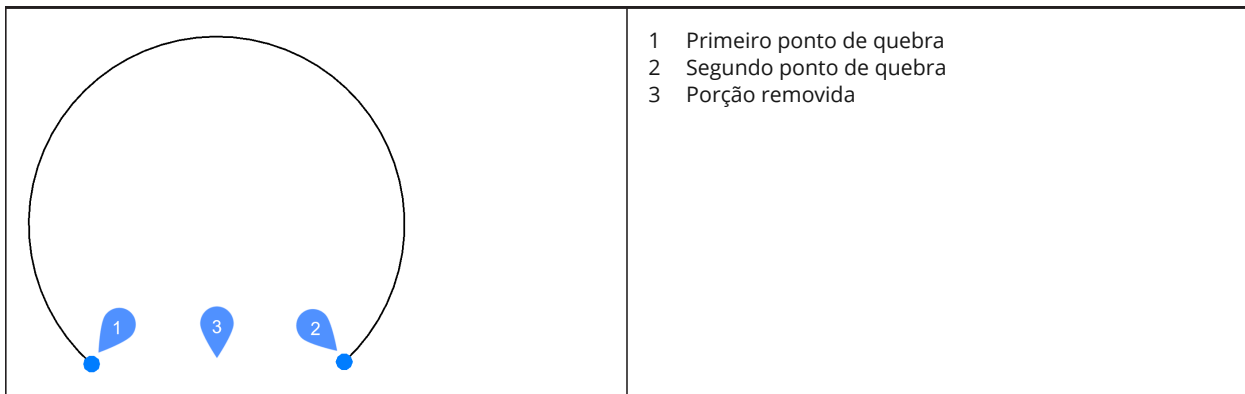 1 Primeiro ponto de quebra
2 Segundo ponto de quebra
3 Porção removida
1 3 2